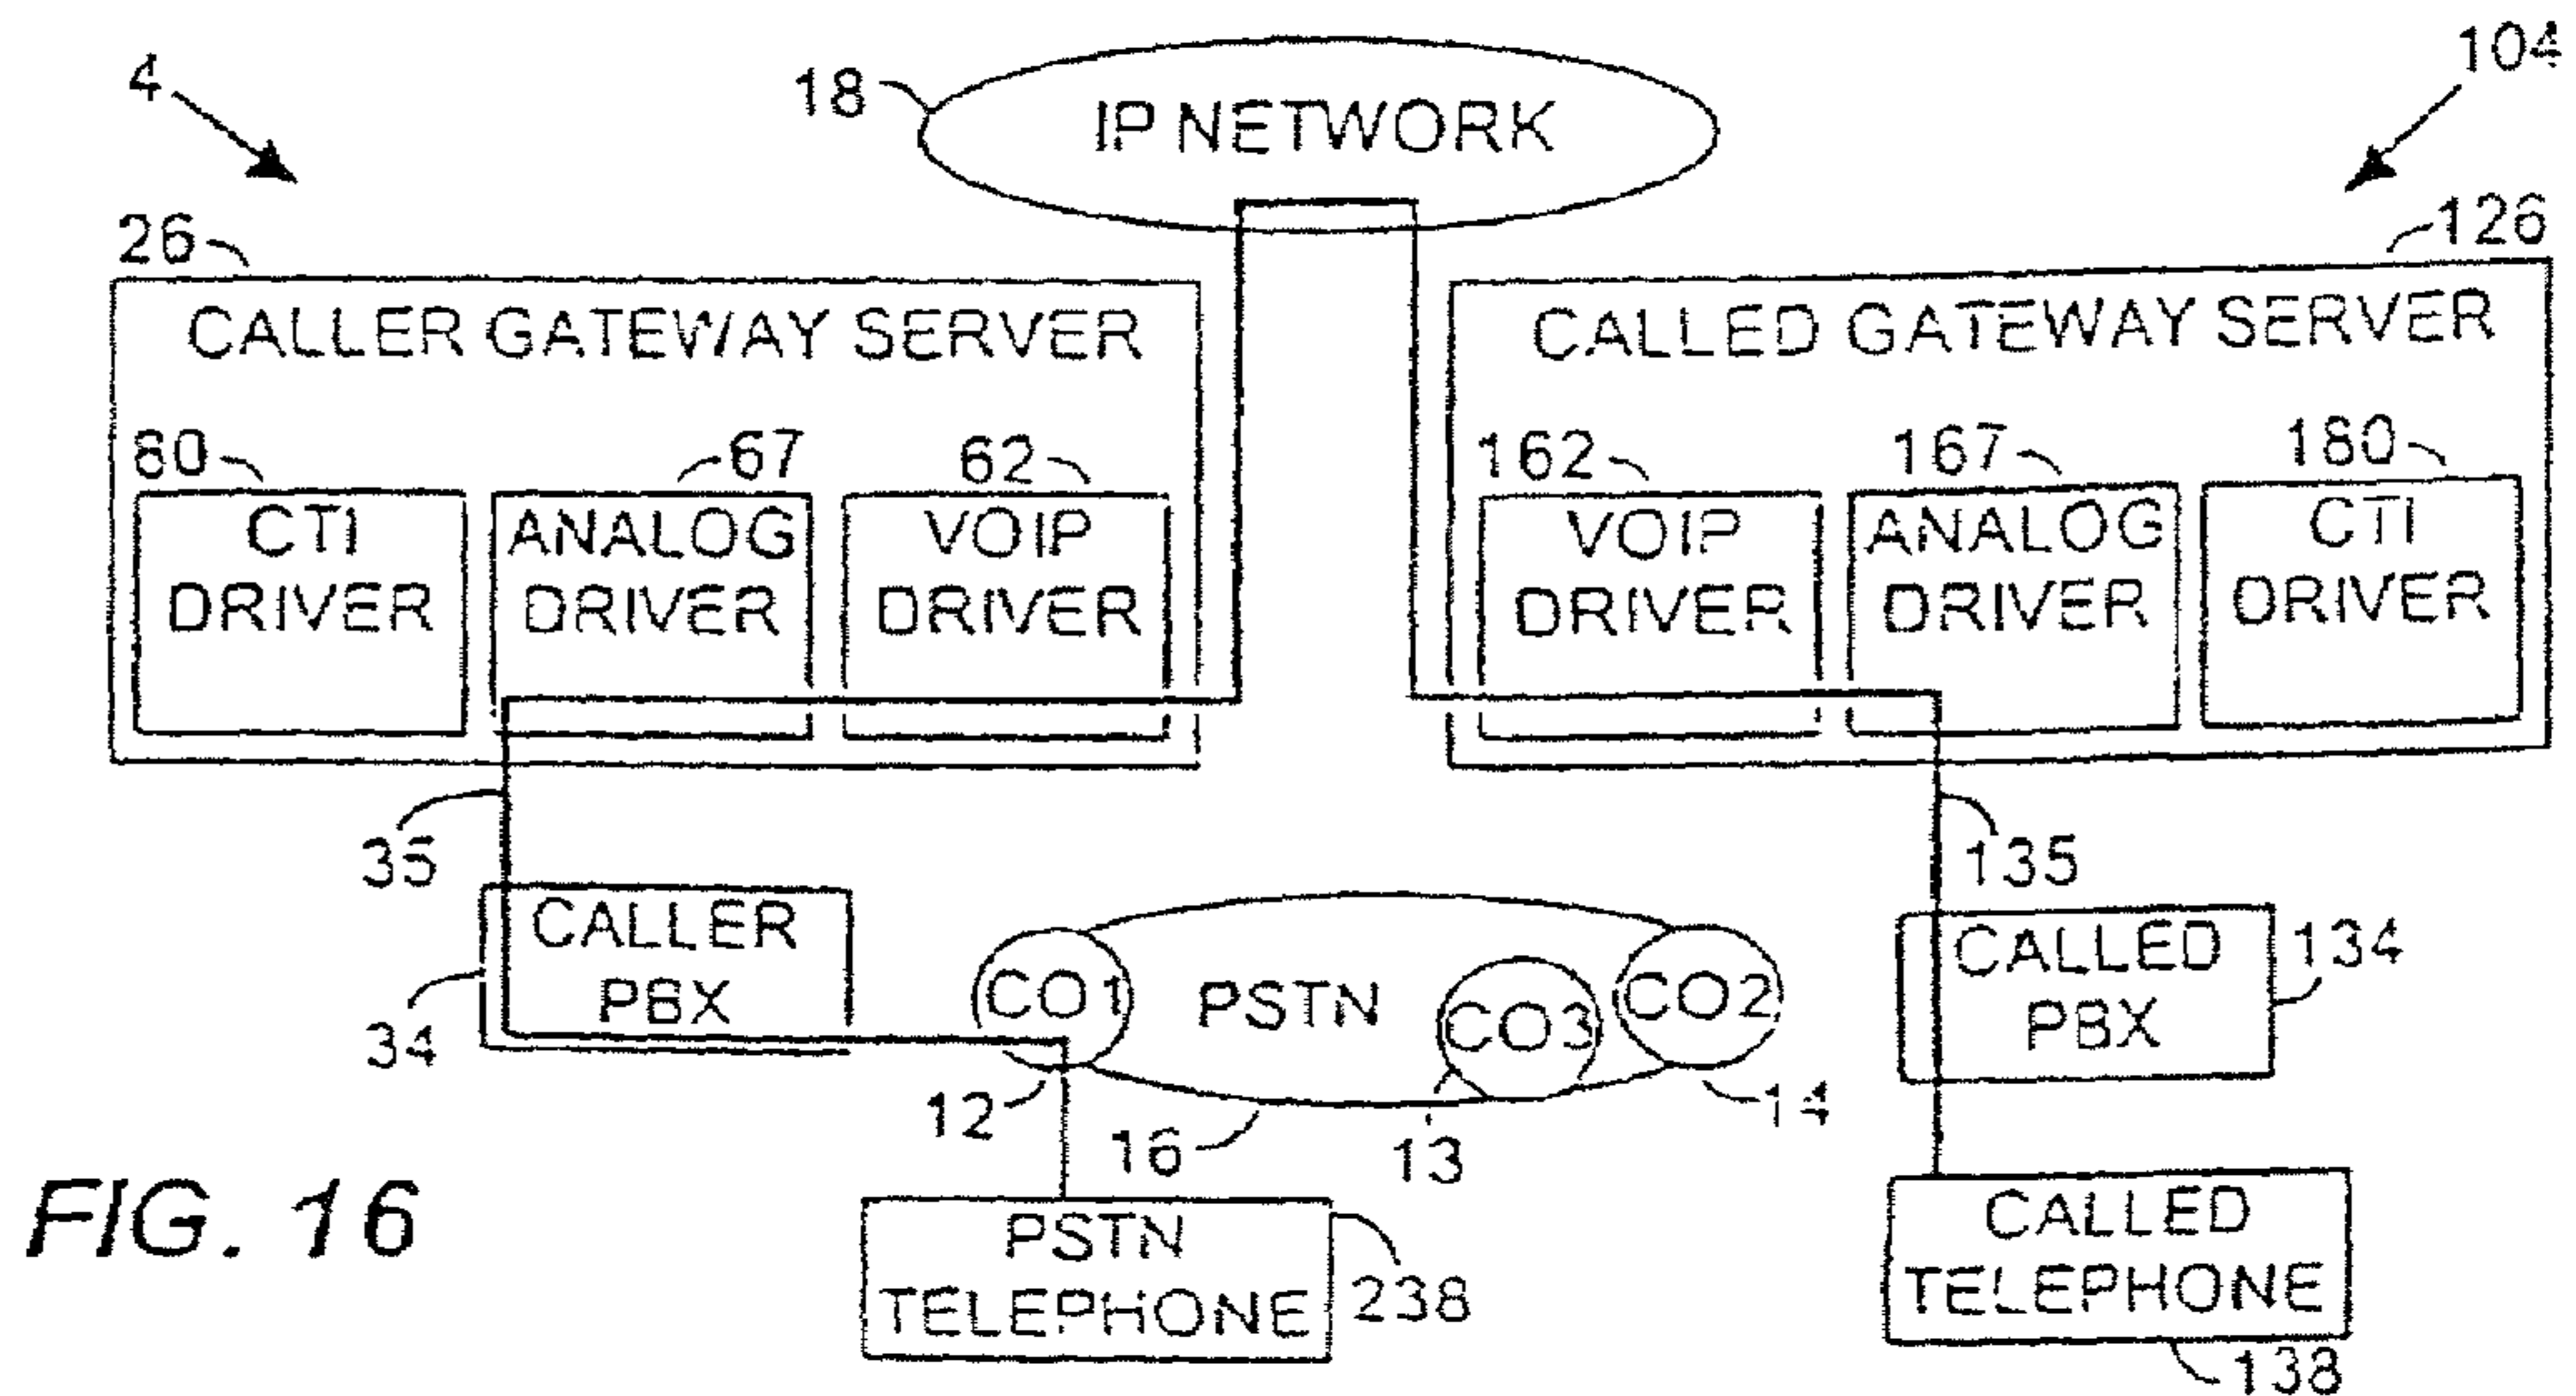 4
18
IP NETWORK
104
26
126
CALLER GATEWAY SERVER
CALLED GATEWAY SERVER
80
67
62
162
167
180
CTI
DRIVER
ANALOG
DRIVER
VOIP
DRIVER
VOIP
DRIVER
ANALOG
DRIVER
CTI
DRIVER
35
135
CALLER
PBX
34
CO1
PSTN
CO3
CO2
CALLED
PBX
134
12
16
13
14
FIG. 16
PSTN
TELEPHONE
238
CALLED
TELEPHONE
138